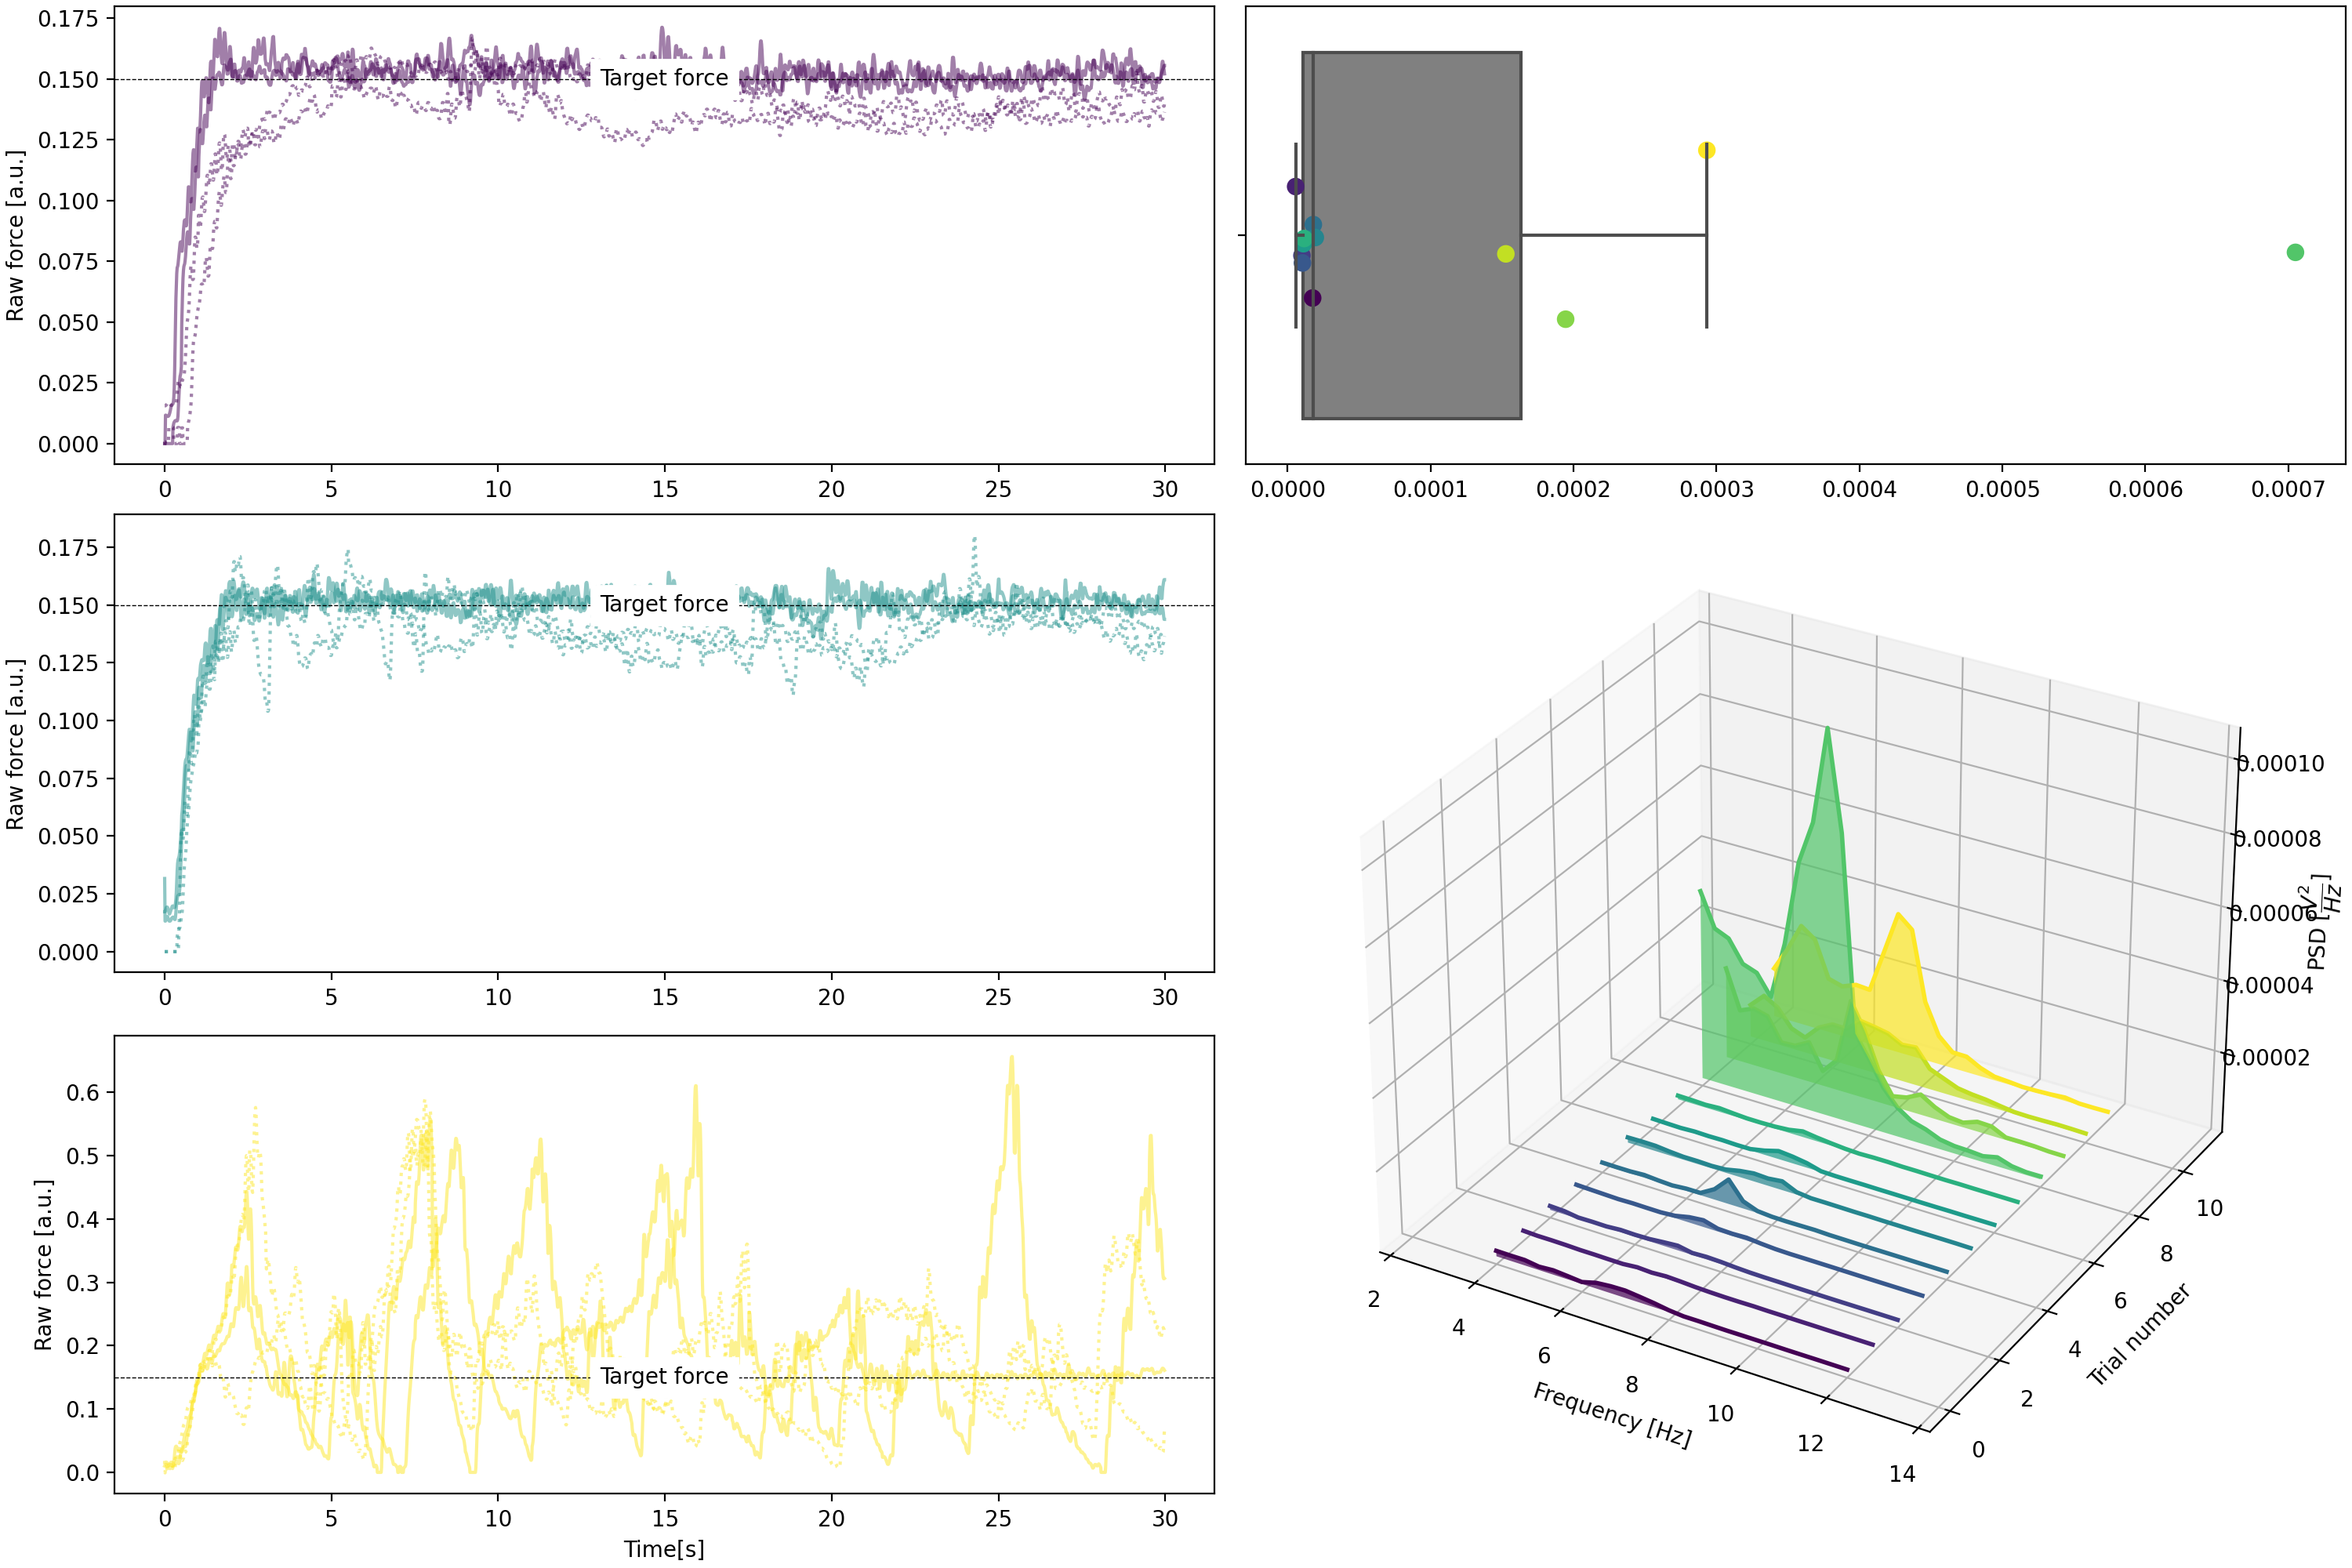 0.175
0.150
0.125
0.100
0.075
0.050
0.025
0.000
Raw force [a.u.]
Target force
0 5 10 15 20 25 30
0.0000 0.0001 0.0002 0.0003 0.0004 0.0005 0.0006 0.0007
0.175
0.150
0.125
0.100
0.075
0.050
0.025
0.000
Raw force [a.u.]
Target force
0 5 10 15 20 25 30
0.6
0.5
0.4
0.3
0.2
0.1
0.0
Raw force [a.u.]
Target force
0 5 10 15 20 25 30
Time[s]
0.00010
0.00008
0.00006
0.00004
0.00002
PSD [V²/Hz]
2 4 6 8 10 12 14
Frequency [Hz]
0 2 4 6 8 10
Trial number